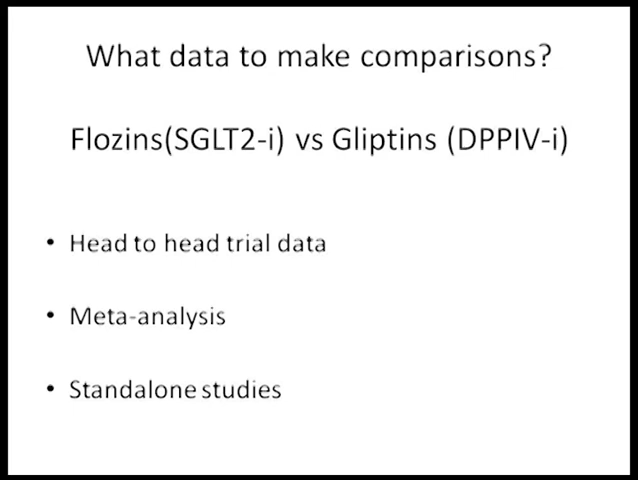 What data to make comparisons?
Flozins(SGLT2-i) vs Gliptins (DPPIV-i)
• Head to head trial data
• Meta-analysis
• Standalone studies